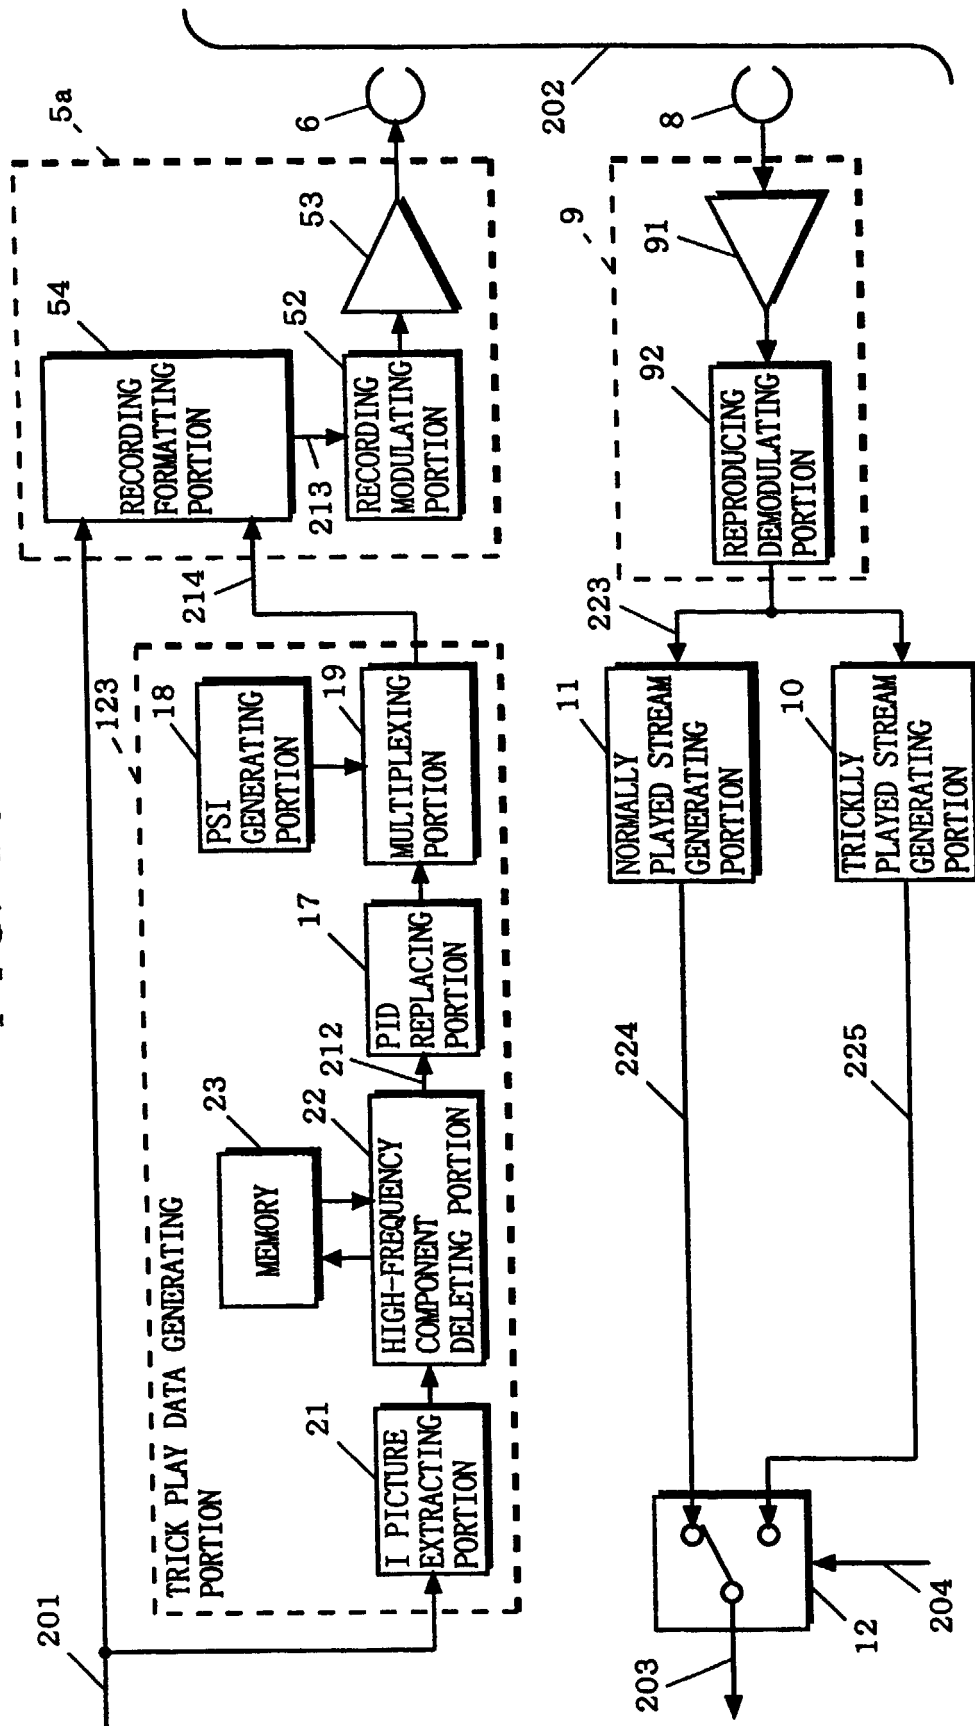 201
TRICK PLAY DATA GENERATING
PORTION
123
21
I PICTURE
EXTRACTING
PORTION
23
MEMORY
22
HIGH-FREQUENCY
COMPONENT
DELETING PORTION
212
17
PID
REPLACING
PORTION
18
PSI
GENERATING
PORTION
19
MULTIPLEXING
PORTION
214
5a
54
RECORDING
FORMATTING
PORTION
213
52
RECORDING
MODULATING
PORTION
53
6
202
203
12
204
224
225
11
NORMALLY
PLAYED STREAM
GENERATING
PORTION
10
TRICKLLY
PLAYED STREAM
GENERATING
PORTION
223
9
92
REPRODUCING
DEMODULATING
PORTION
91
8